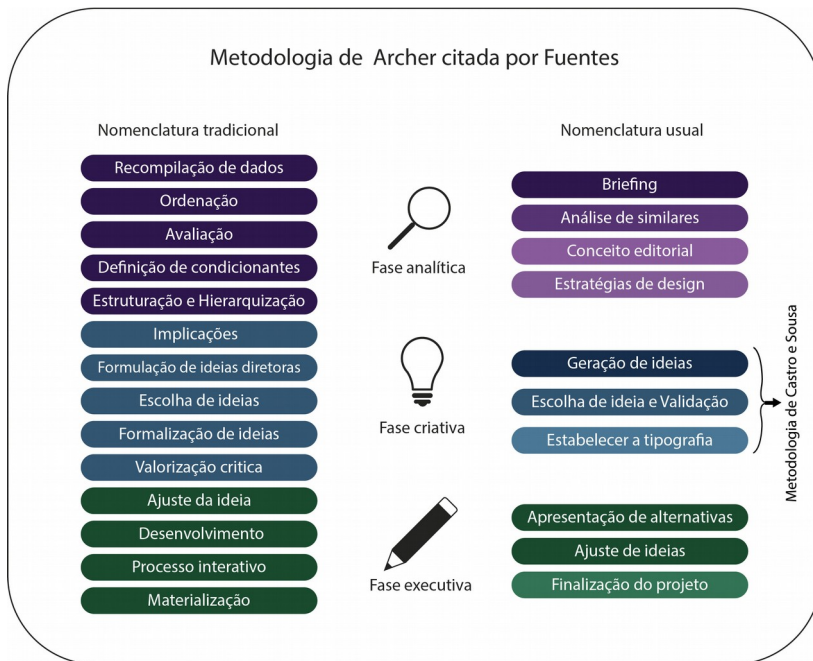 Metodologia de Archer citada por Fuentes
Nomenclatura tradicional
Recompilação de dados
Ordenação
Avaliação
Definição de condicionantes
Estruturação e Hierarquização
Implicações
Formulação de ideias diretoras
Escolha de ideias
Formalização de ideias
Valorização critica
Ajuste da ideia
Desenvolvimento
Processo interativo
Materialização
Fase analítica
Fase criativa
Fase executiva
Nomenclatura usual
Briefing
Análise de similares
Conceito editorial
Estratégias de design
Geração de ideias
Escolha de ideia e Validação
Estabelecer a tipografia
Apresentação de alternativas
Ajuste de ideias
Finalização do projeto
Metodologia de Castro e Sousa